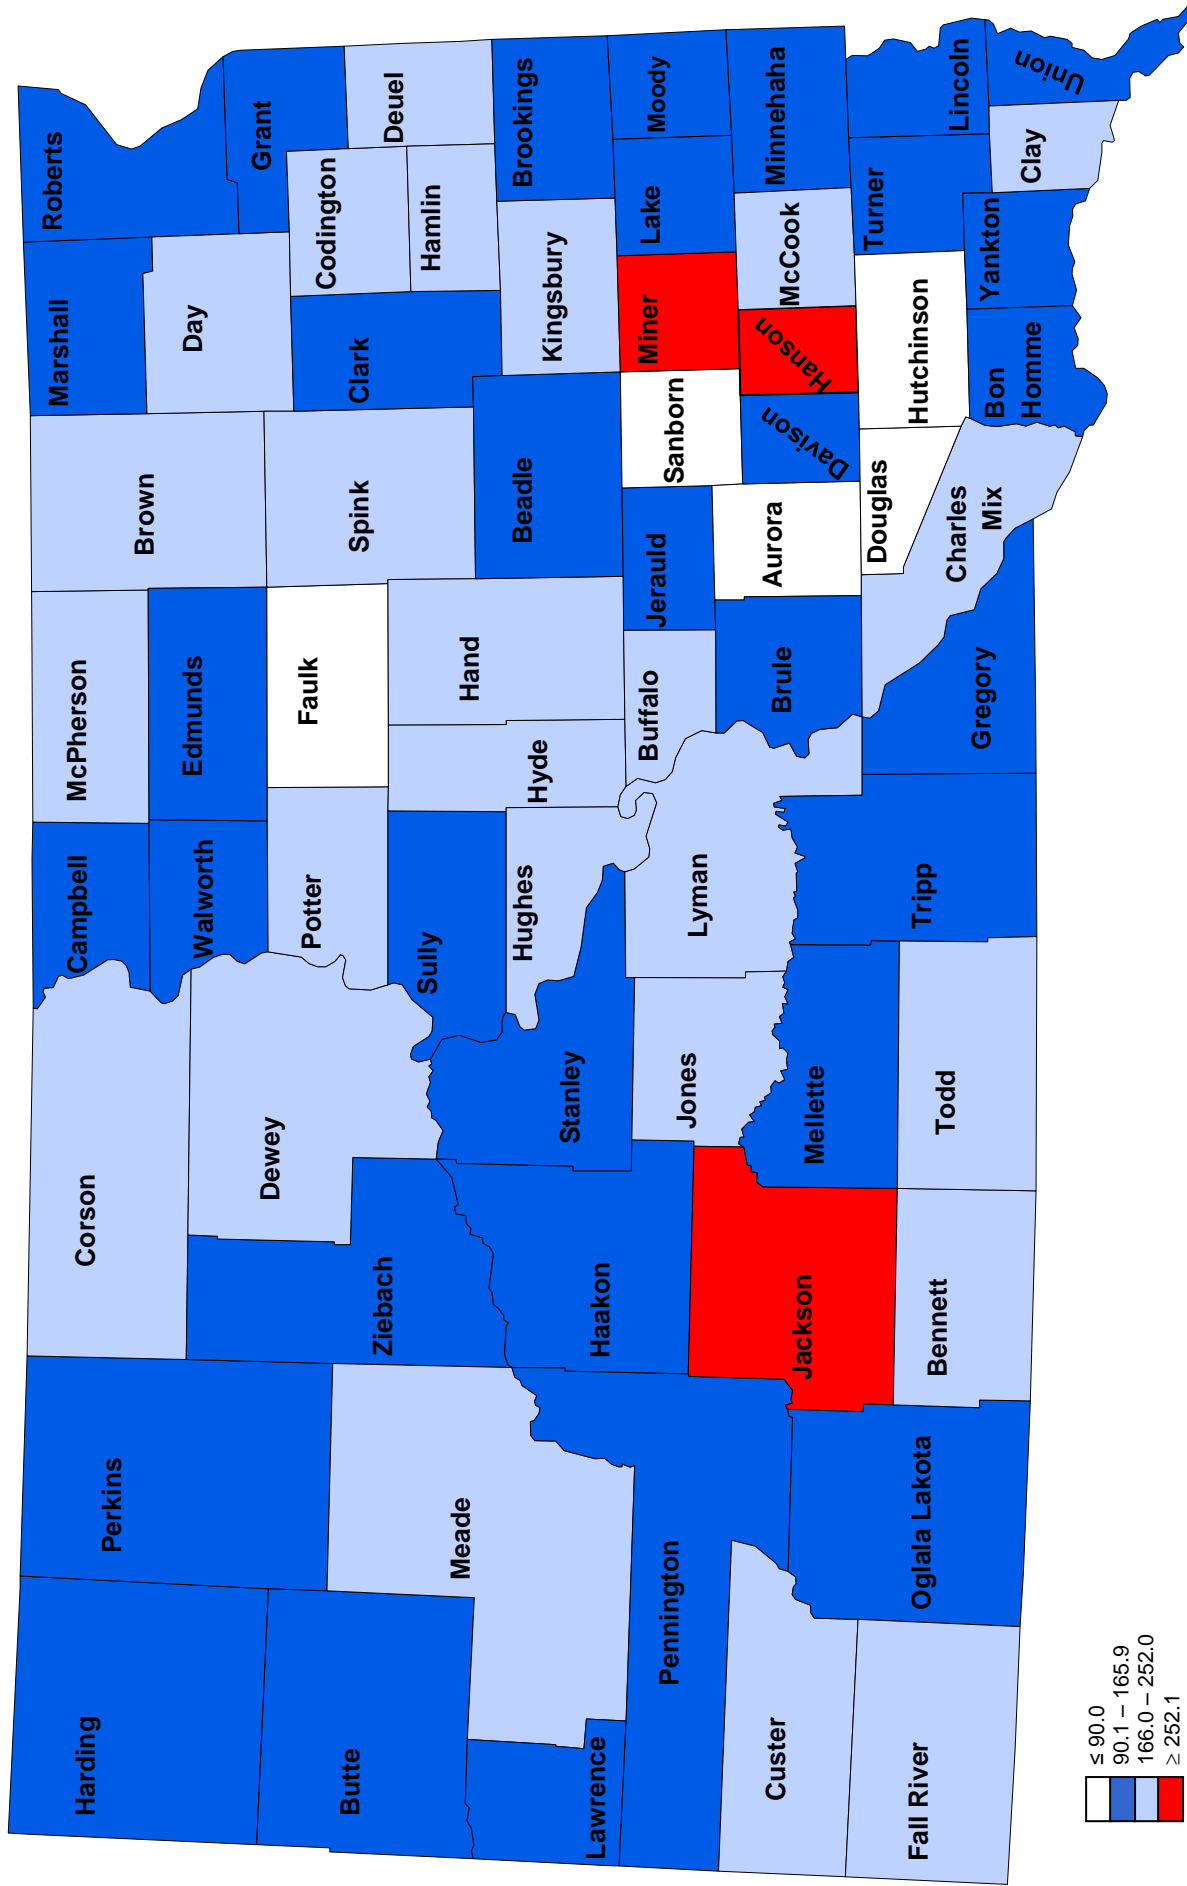 Harding
Perkins
Corson
Campbell
McPherson
Brown
Marshall
Roberts
Butte
Ziebach
Dewey
Walworth
Edmunds
Day
Grant
Potter
Faulk
Spink
Clark
Codington
Deuel
Hamlin
Lawrence
Meade
Haakon
Stanley
Sully
Hughes
Hyde
Hand
Beadle
Kingsbury
Brookings
Pennington
Jackson
Jones
Lyman
Buffalo
Jerauld
Sanborn
Miner
Lake
Moody
Custer
Mellette
Tripp
Brule
Aurora
Davison
Hanson
McCook
Minnehaha
Fall River
Oglala Lakota
Bennett
Todd
Gregory
Charles
Mix
Douglas
Hutchinson
Turner
Lincoln
Bon
Homme
Yankton
Clay
Union
≤ 90.0
90.1 – 165.9
166.0 – 252.0
≥ 252.1